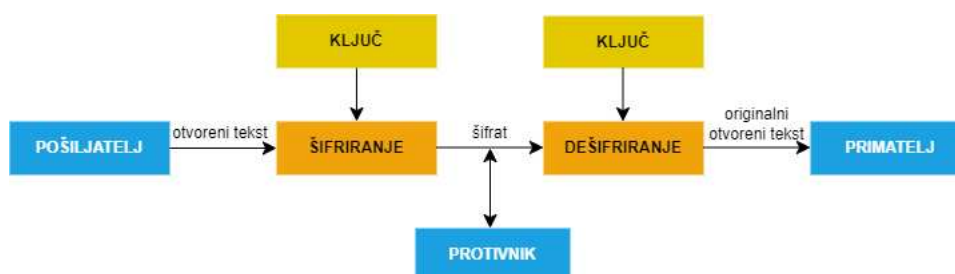 KLJUČ
KLJUČ
POŠILJATELJ
otvoreni tekst
ŠIFRIRANJE
šifrat
DEŠIFRIRANJE
originalni
otvoreni tekst
PRIMATELJ
PROTIVNIK